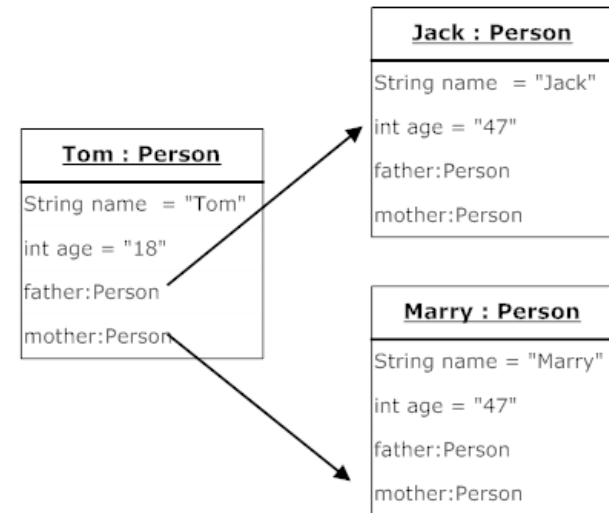 Tom : Person
String name = "Tom"
int age = "18"
father:Person
mother:Person
Jack : Person
String name = "Jack"
int age = "47"
father:Person
mother:Person
Marry : Person
String name = "Marry"
int age = "47"
father:Person
mother:Person